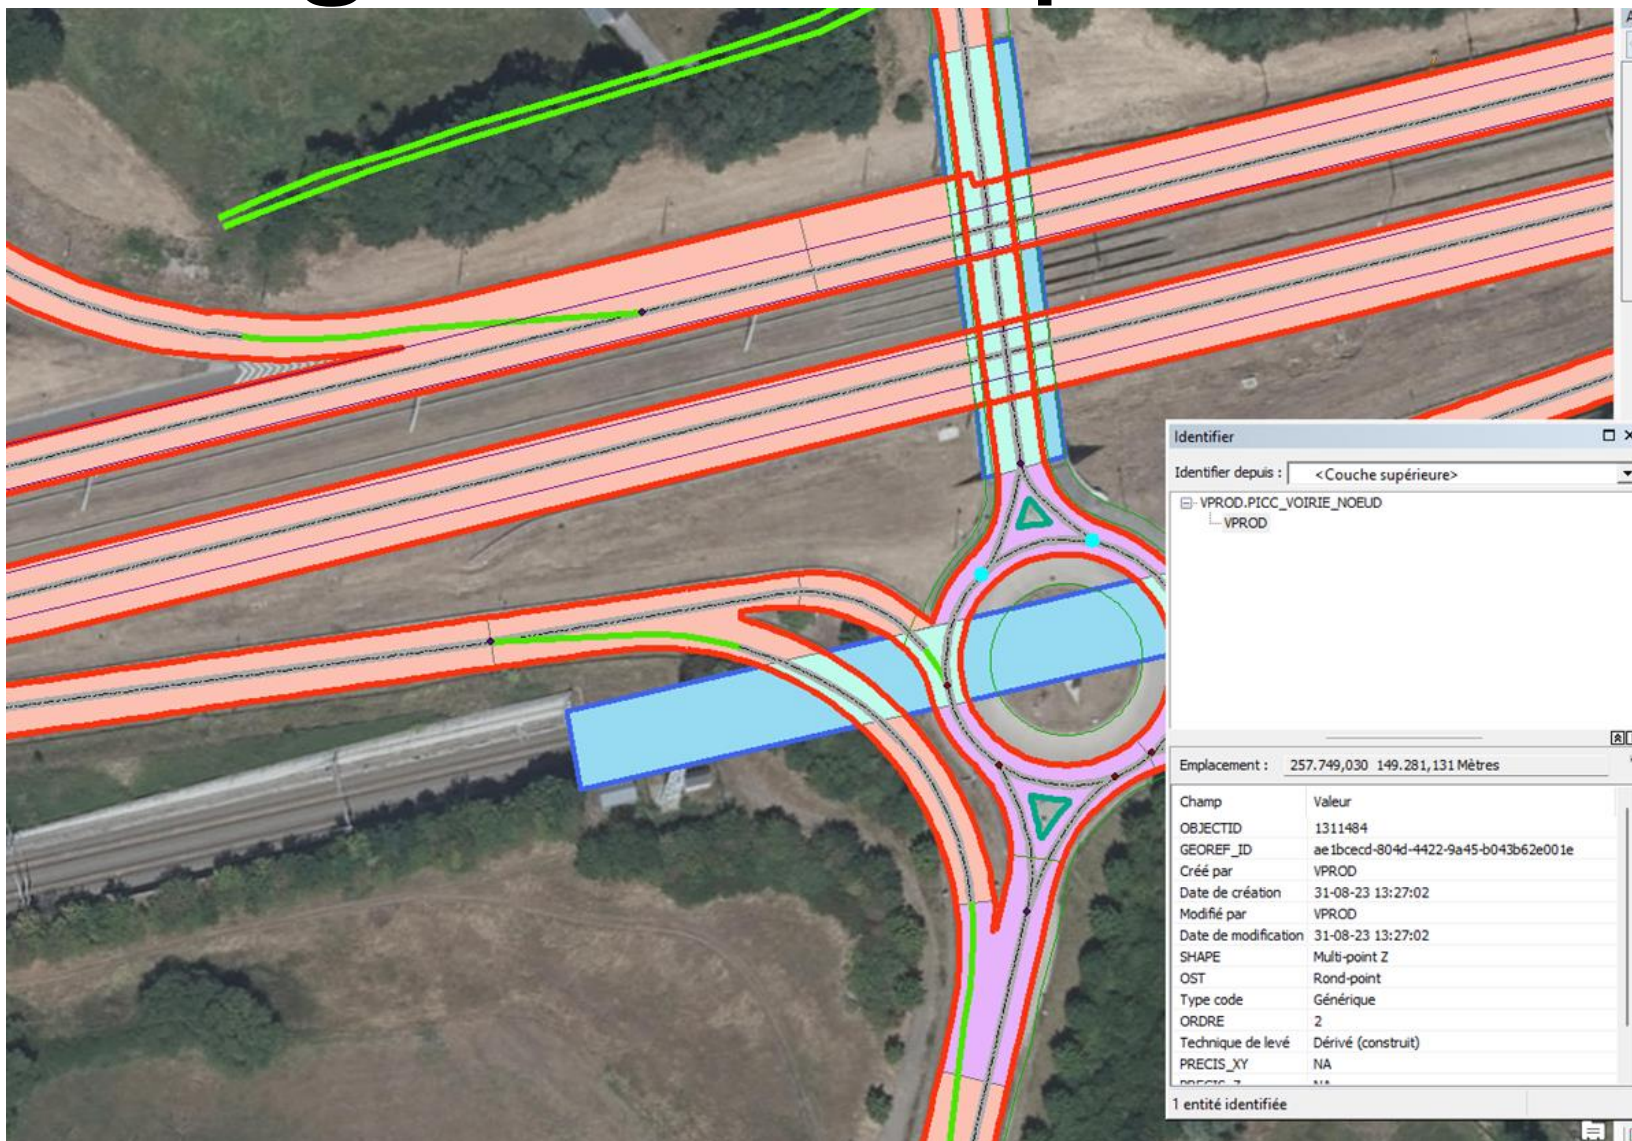 Identifier
Identifier depuis : <Couche supérieure>
VPROD.PICC_VOIRIE_NOEUD
VPROD
Emplacement : 257.749,030 149.281,131 Mètres
Champ Valeur
OBJECTID 1311484
GEOREF_ID ae1bcecd-804d-4422-9a45-b043b62e001e
Créé par VPROD
Date de création 31-08-23 13:27:02
Modifié par VPROD
Date de modification 31-08-23 13:27:02
SHAPE Multi-point Z
OST Rond-point
Type code Générique
ORDRE 2
Technique de levé Dérivé (construit)
PRECIS_XY NA
PRECIS_Z NA
1 entité identifiée